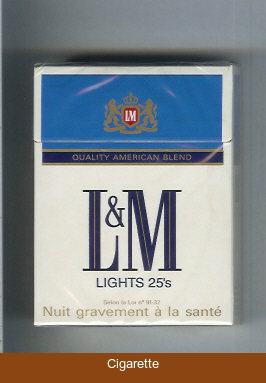 LM
QUALITY AMERICAN BLEND
L&M
LIGHTS 25's
Selon la Loi n° 91-32
Nuit gravement à la santé
Cigarette